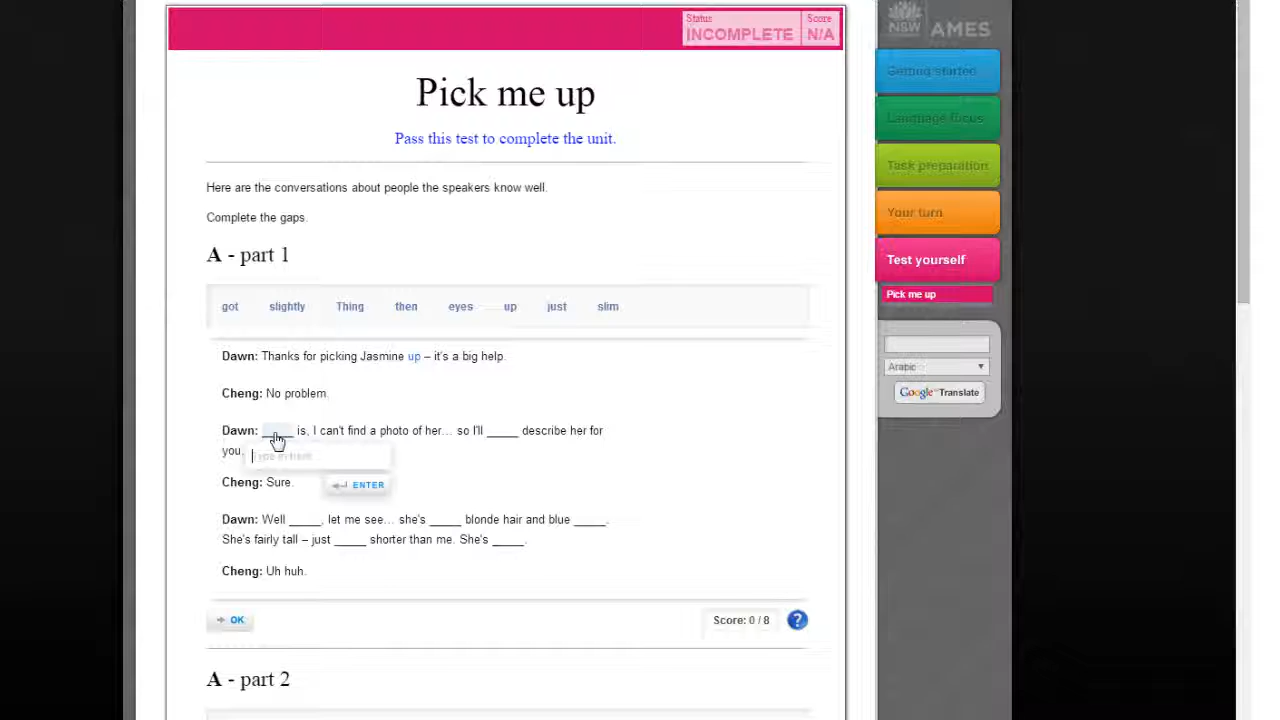 Status Score
INCOMPLETE N/A
NSW AMES
Pick me up
Pass this test to complete the unit.
Here are the conversations about people the speakers know well.
Complete the gaps.
A - part 1
got slightly Thing then eyes up just slim
Dawn: Thanks for picking Jasmine up – it's a big help.
Cheng: No problem.
Dawn: _____ is, I can't find a photo of her... so I'll _____ describe her for
you.
Type in here
Cheng: Sure.
ENTER
Dawn: Well _____, let me see... she's _____ blonde hair and blue _____.
She's fairly tall – just _____ shorter than me. She's _____.
Cheng: Uh huh.
OK
Score: 0 / 8
?
A - part 2
Getting started
Language focus
Task preparation
Your turn
Test yourself
Pick me up
Arabic
Google Translate